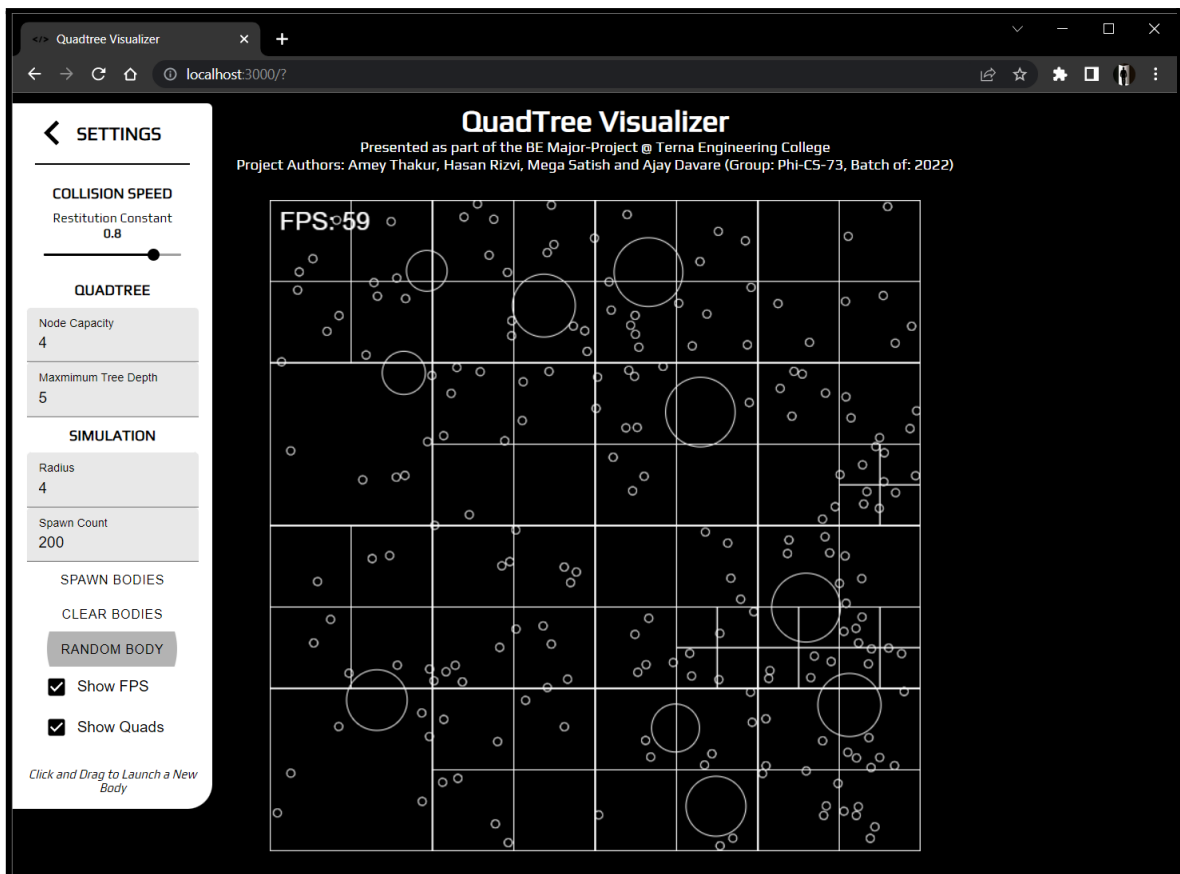 Quadtree Visualizer
localhost:3000/?
SETTINGS
COLLISION SPEED
Restitution Constant
0.8
QUADTREE
Node Capacity
4
Maxmimum Tree Depth
5
SIMULATION
Radius
4
Spawn Count
200
SPAWN BODIES
CLEAR BODIES
RANDOM BODY
Show FPS
Show Quads
Click and Drag to Launch a New
Body
QuadTree Visualizer
Presented as part of the BE Major-Project @ Terna Engineering College
Project Authors: Amey Thakur, Hasan Rizvi, Mega Satish and Ajay Davare (Group: Phi-CS-73, Batch of: 2022)
FPS: 59